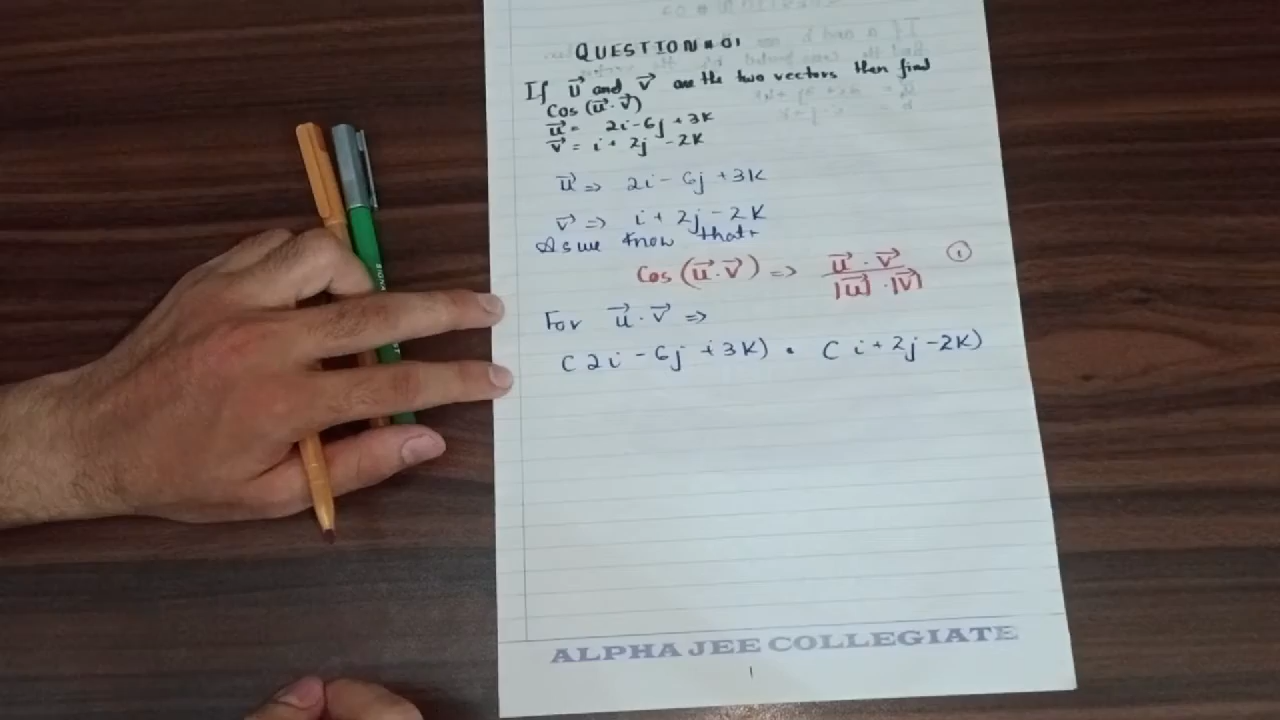 QUESTION # 01
If u⃗ and v⃗ are the two vectors then find
Cos (u⃗ · v⃗)
u⃗ = 2i - 6j + 3K
v⃗ = i + 2j - 2K
u⃗ => 2i - 6j + 3K
v⃗ => i + 2j - 2K
As we know that
Cos (u⃗ · v⃗) => u⃗ · v⃗ / |u⃗| · |v⃗| ①
For u⃗ · v⃗ =>
( 2i - 6j + 3K) · ( i + 2j - 2K)
ALPHA JEE COLLEGIATE
1